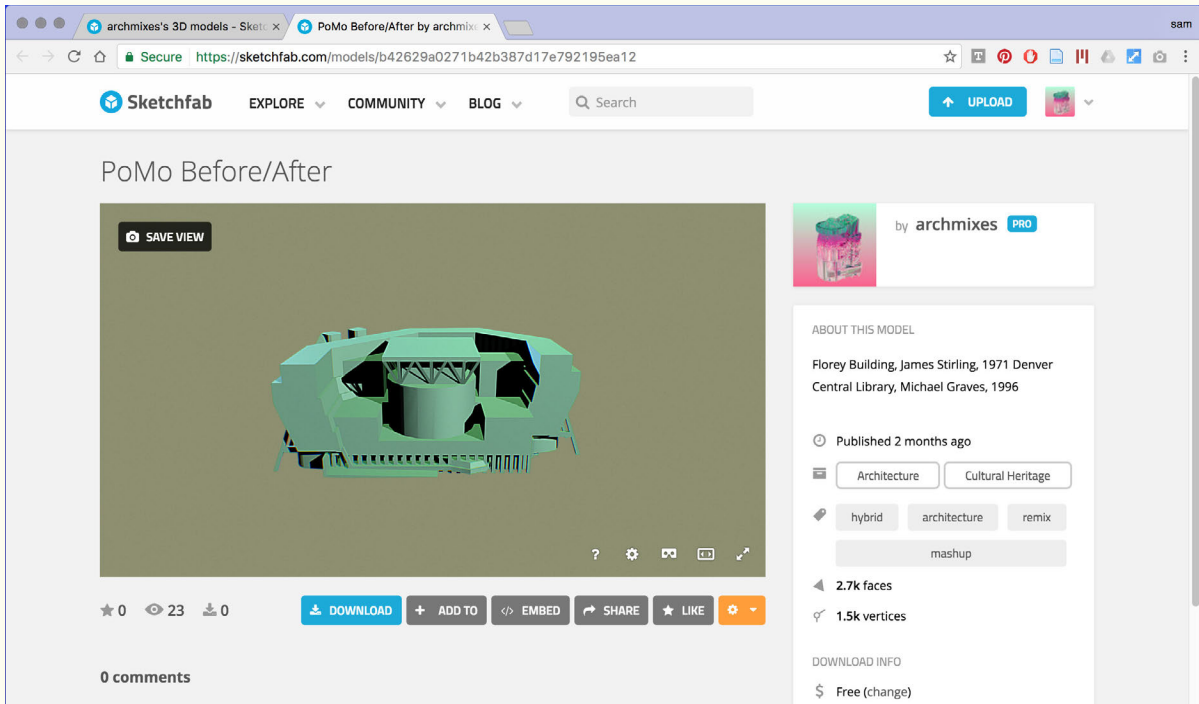 archmixes's 3D models - Sketc
PoMo Before/After by archmixe
sam
Secure https://sketchfab.com/models/b42629a0271b42b387d17e792195ea12
Sketchfab EXPLORE COMMUNITY BLOG Search UPLOAD
PoMo Before/After
SAVE VIEW
by archmixes PRO
ABOUT THIS MODEL
Florey Building, James Stirling, 1971 Denver
Central Library, Michael Graves, 1996
Published 2 months ago
Architecture Cultural Heritage
hybrid architecture remix
mashup
?
2.7k faces
0 23 0 DOWNLOAD + ADD TO </> EMBED SHARE LIKE
1.5k vertices
DOWNLOAD INFO
0 comments
$ Free (change)